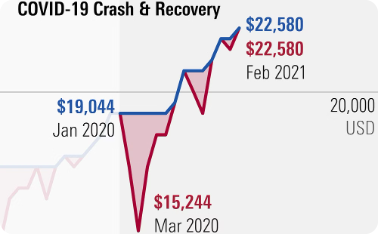 COVID-19 Crash & Recovery
$22,580
$22,580
Feb 2021
$19,044
Jan 2020
20,000
USD
$15,244
Mar 2020